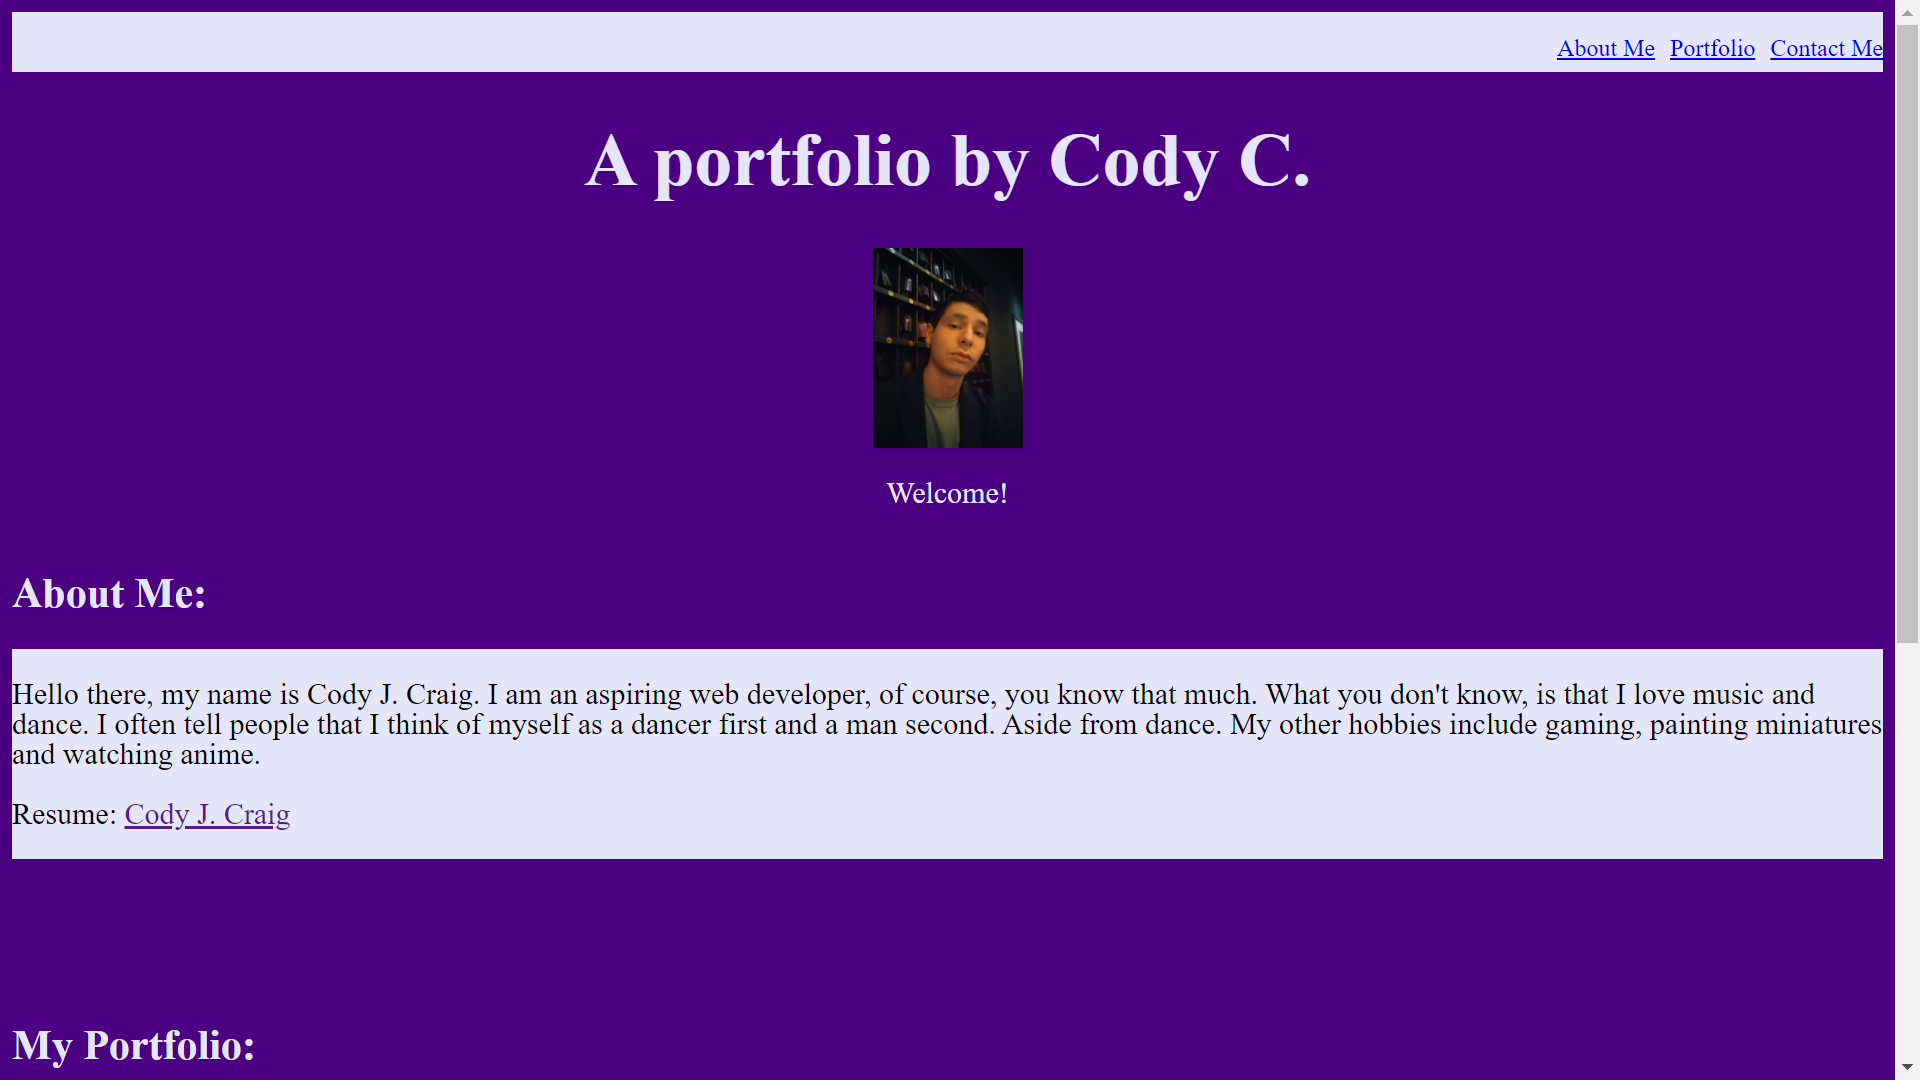 About Me Portfolio Contact Me
A portfolio by Cody C.
Welcome!
About Me:
Hello there, my name is Cody J. Craig. I am an aspiring web developer, of course, you know that much. What you don't know, is that I love music and
dance. I often tell people that I think of myself as a dancer first and a man second. Aside from dance. My other hobbies include gaming, painting miniatures
and watching anime.
Resume: Cody J. Craig
My Portfolio: